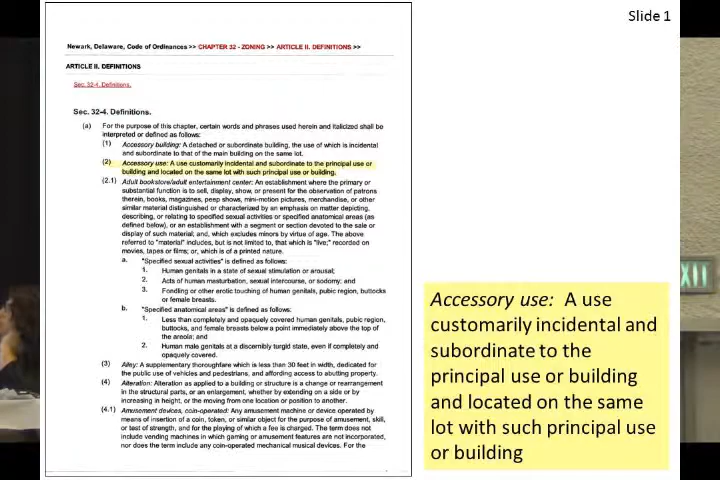 Slide 1
Newark, Delaware, Code of Ordinances >> CHAPTER 32 - ZONING >> ARTICLE II. DEFINITIONS >>
ARTICLE II. DEFINITIONS
Sec. 32-4. Definitions.
Sec. 32-4. Definitions.
(a) For the purpose of this chapter, certain words and phrases used herein and italicized shall be
interpreted or defined as follows:
(1) Accessory building: A detached or subordinate building, the use of which is incidental
and subordinate to that of the main building on the same lot.
(2) Accessory use: A use customarily incidental and subordinate to the principal use or
building and located on the same lot with such principal use or building.
(2.1) Adult bookstore/adult entertainment center: An establishment where the primary or
substantial function is to sell, display, show, or present for the observation of patrons
therein, books, magazines, peep shows, mini-motion pictures, merchandise, or other
similar material distinguished or characterized by an emphasis on matter depicting,
describing, or relating to specified sexual activities or specified anatomical areas (as
defined below), or an establishment with a segment or section devoted to the sale or
display of such material; and, which excludes minors by virtue of age. The above
referred to "material" includes, but is not limited to, that which is "live;" recorded on
movies, tapes or films; or, which is of a printed nature.
a. "Specified sexual activities" is defined as follows:
1. Human genitals in a state of sexual stimulation or arousal;
2. Acts of human masturbation, sexual intercourse, or sodomy; and
3. Fondling or other erotic touching of human genitals, pubic region, buttocks
or female breasts.
b. "Specified anatomical areas" is defined as follows:
1. Less than completely and opaquely covered human genitals, pubic region,
buttocks, and female breasts below a point immediately above the top of
the areola; and
2. Human male genitals at a discernibly turgid state, even if completely and
opaquely covered.
(3) Alley: A supplementary thoroughfare which is less than 30 feet in width, dedicated for
the public use of vehicles and pedestrians, and affording access to abutting property.
(4) Alteration: Alteration as applied to a building or structure is a change or rearrangement
in the structural parts, or an enlargement, whether by extending on a side or by
increasing in height, or the moving from one location or position to another.
(4.1) Amusement devices, coin-operated: Any amusement machine or device operated by
means of insertion of a coin, token, or similar object for the purpose of amusement, skill,
or test of strength, and for the playing of which a fee is charged. The term does not
include vending machines in which gaming or amusement features are not incorporated,
nor does the term include any coin-operated mechanical musical devices. For the
Accessory use: A use
customarily incidental and
subordinate to the
principal use or building
and located on the same
lot with such principal use
or building